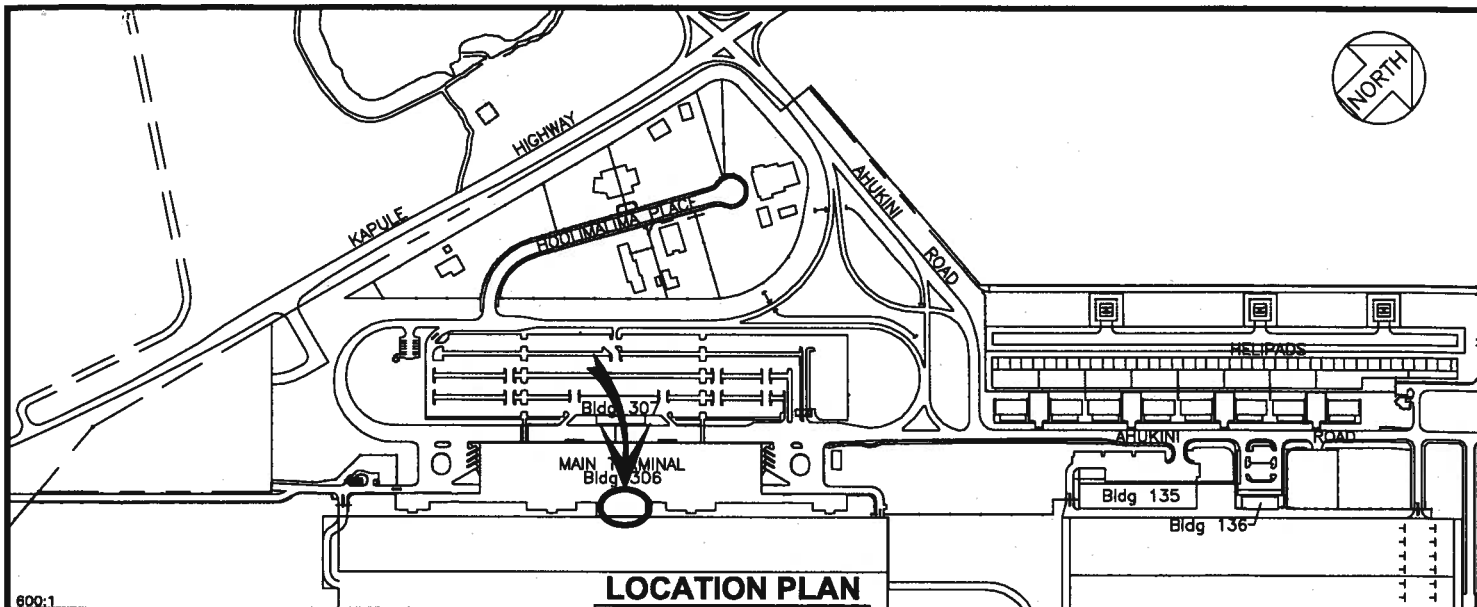 NORTH
HIGHWAY
KAPULE
HOOLIMALIMA PLACE
AHUKINI
ROAD
HELIPADS
Bldg 307
AHUKINI ROAD
MAIN TERMINAL
Bldg 306
Bldg 135
Bldg 136
LOCATION PLAN
600:1